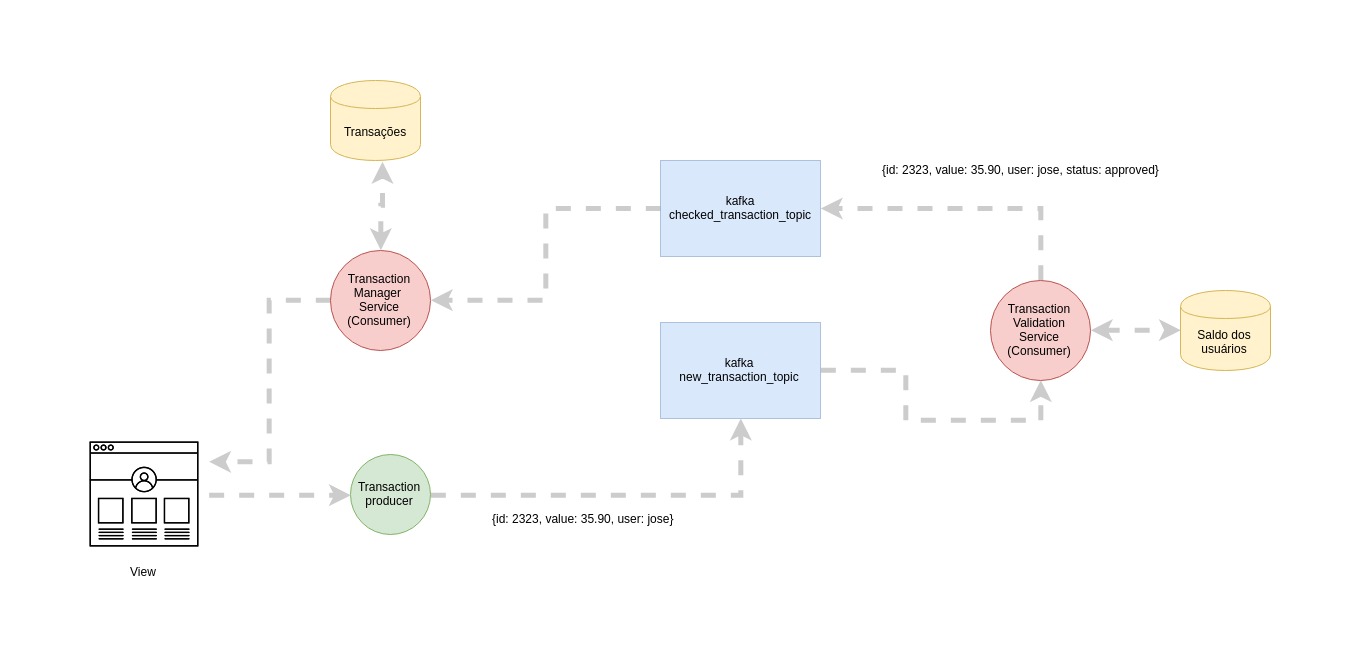 Transações
{id: 2323, value: 35.90, user: jose, status: approved}
kafka
checked_transaction_topic
Transaction
Manager
Service
(Consumer)
Transaction
Validation
Service
(Consumer)
Saldo dos
usuários
kafka
new_transaction_topic
Transaction
producer
{id: 2323, value: 35.90, user: jose}
View